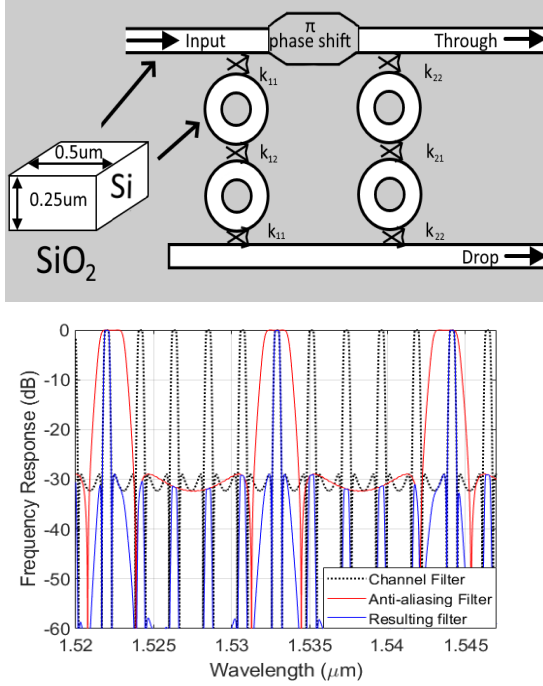 π
Input
phase shift
Through
k11
k22
0.5um
Si
k12
k21
0.25um
k11
k22
SiO2
Drop
0
-10
-20
-30
-40
-50
-60
Frequency Response (dB)
Channel Filter
Anti-aliasing Filter
Resulting filter
1.52 1.525 1.53 1.535 1.54 1.545
Wavelength (μm)